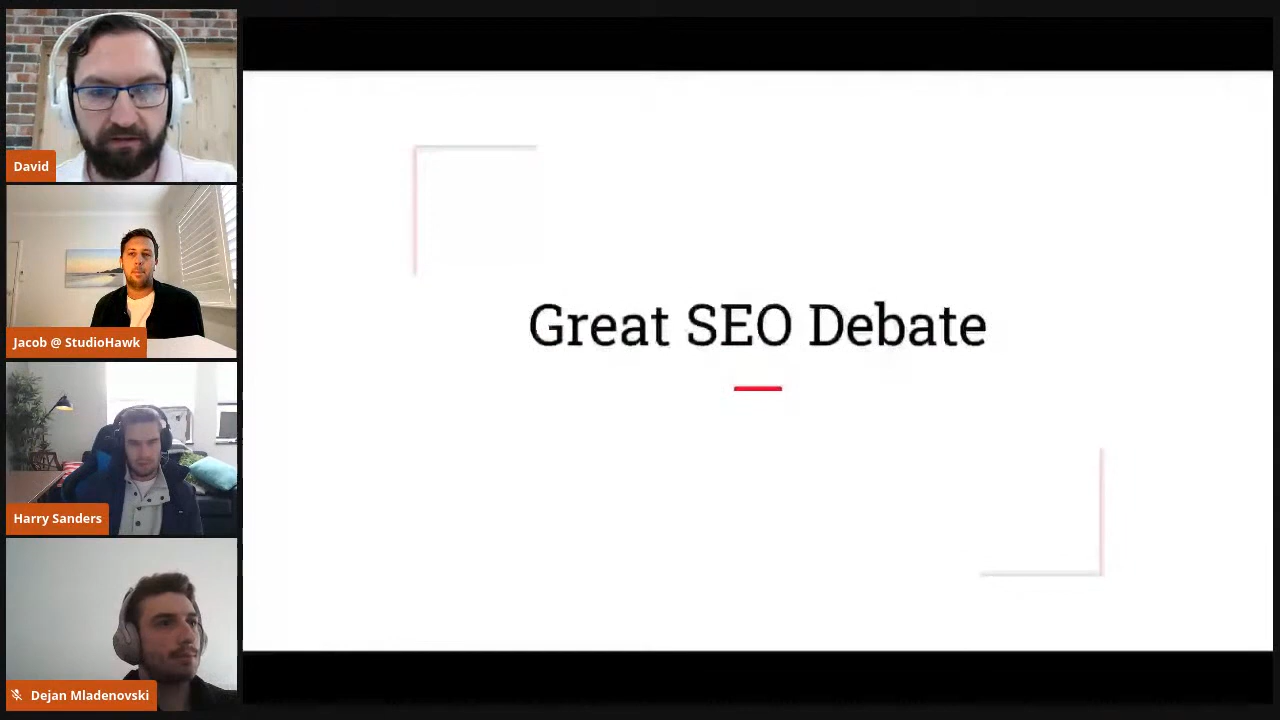 David
Jacob @ StudioHawk
Harry Sanders
Dejan Mladenovski
Great SEO Debate